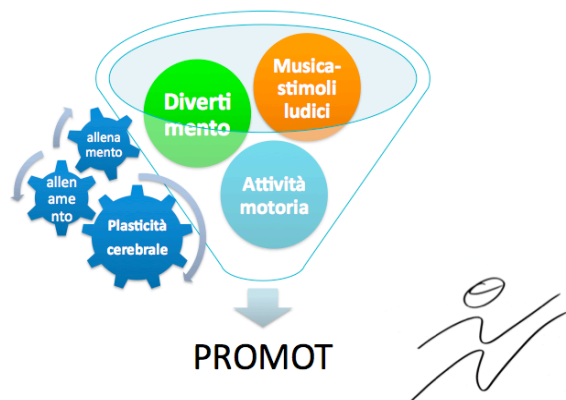 Musica-
stimoli
ludici
Diverti
mento
allena
mento
allen
ame
nto
Attività
motoria
Plasticità
cerebrale
PROMOT